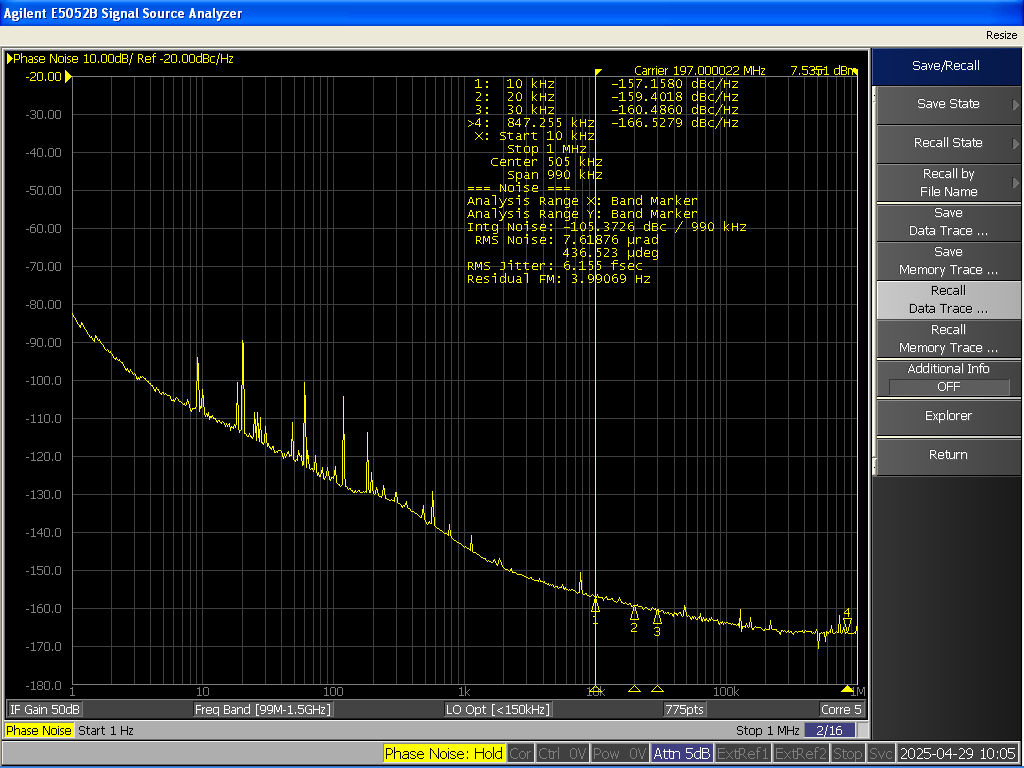 Agilent E5052B Signal Source Analyzer
Resize
Phase Noise 10.00dB/ Ref -20.00dBc/Hz
Carrier 197.000022 MHz
dBm
-20.00
-30.00
-40.00
-50.00
-60.00
-70.00
-80.00
-90.00
-100.0
-110.0
-120.0
-130.0
-140.0
-150.0
-160.0
-170.0
-180.0
1: 10 kHz -157.1580 dBc/Hz
2: 20 kHz -159.4018 dBc/Hz
3: 30 kHz -160.4860 dBc/Hz
>4: 847.255 kHz -166.5279 dBc/Hz
X: Start 10 kHz
Stop 1 MHz
Center 505 kHz
Span 990 kHz
=== Noise ===
Analysis Range X: Band Marker
Analysis Range Y: Band Marker
Intg Noise: -105.3726 dBc / 990 kHz
RMS Noise: 7.61876 µrad
436.523 µdeg
RMS Jitter: 6.155 fsec
Residual FM: 3.99069 Hz
1
2
3
4
1 10 100 1k 10k 100k 1M
IF Gain 50dB Freq Band [99M-1.5GHz] LO Opt [<150kHz] 775pts Corre 5
Phase Noise Start 1 Hz Stop 1 MHz 2/16
Phase Noise: Hold Cor Ctrl 0V Pow 0V Attn 5dB ExtRef1 ExtRef2 Stop Svc 2025-04-29 10:05
Save/Recall
Save State
Recall State
Recall by
File Name
Save
Data Trace ...
Save
Memory Trace ...
Recall
Data Trace ...
Recall
Memory Trace ...
Additional Info
OFF
Explorer
Return